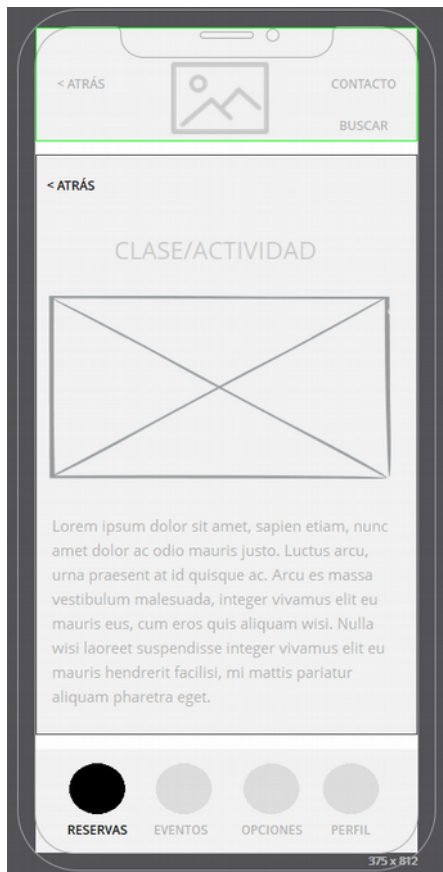 < ATRÁS
CONTACTO
BUSCAR
< ATRÁS
CLASE/ACTIVIDAD
Lorem ipsum dolor sit amet, sapien etiam, nunc
amet dolor ac odio mauris justo. Luctus arcu,
urna praesent at id quisque ac. Arcu es massa
vestibulum malesuada, integer vivamus elit eu
mauris eus, cum eros quis aliquam wisi. Nulla
wisi laoreet suspendisse integer vivamus elit eu
mauris hendrerit facilisi, mi mattis pariatur
aliquam pharetra eget.
RESERVAS
EVENTOS
OPCIONES
PERFIL
375 x 812